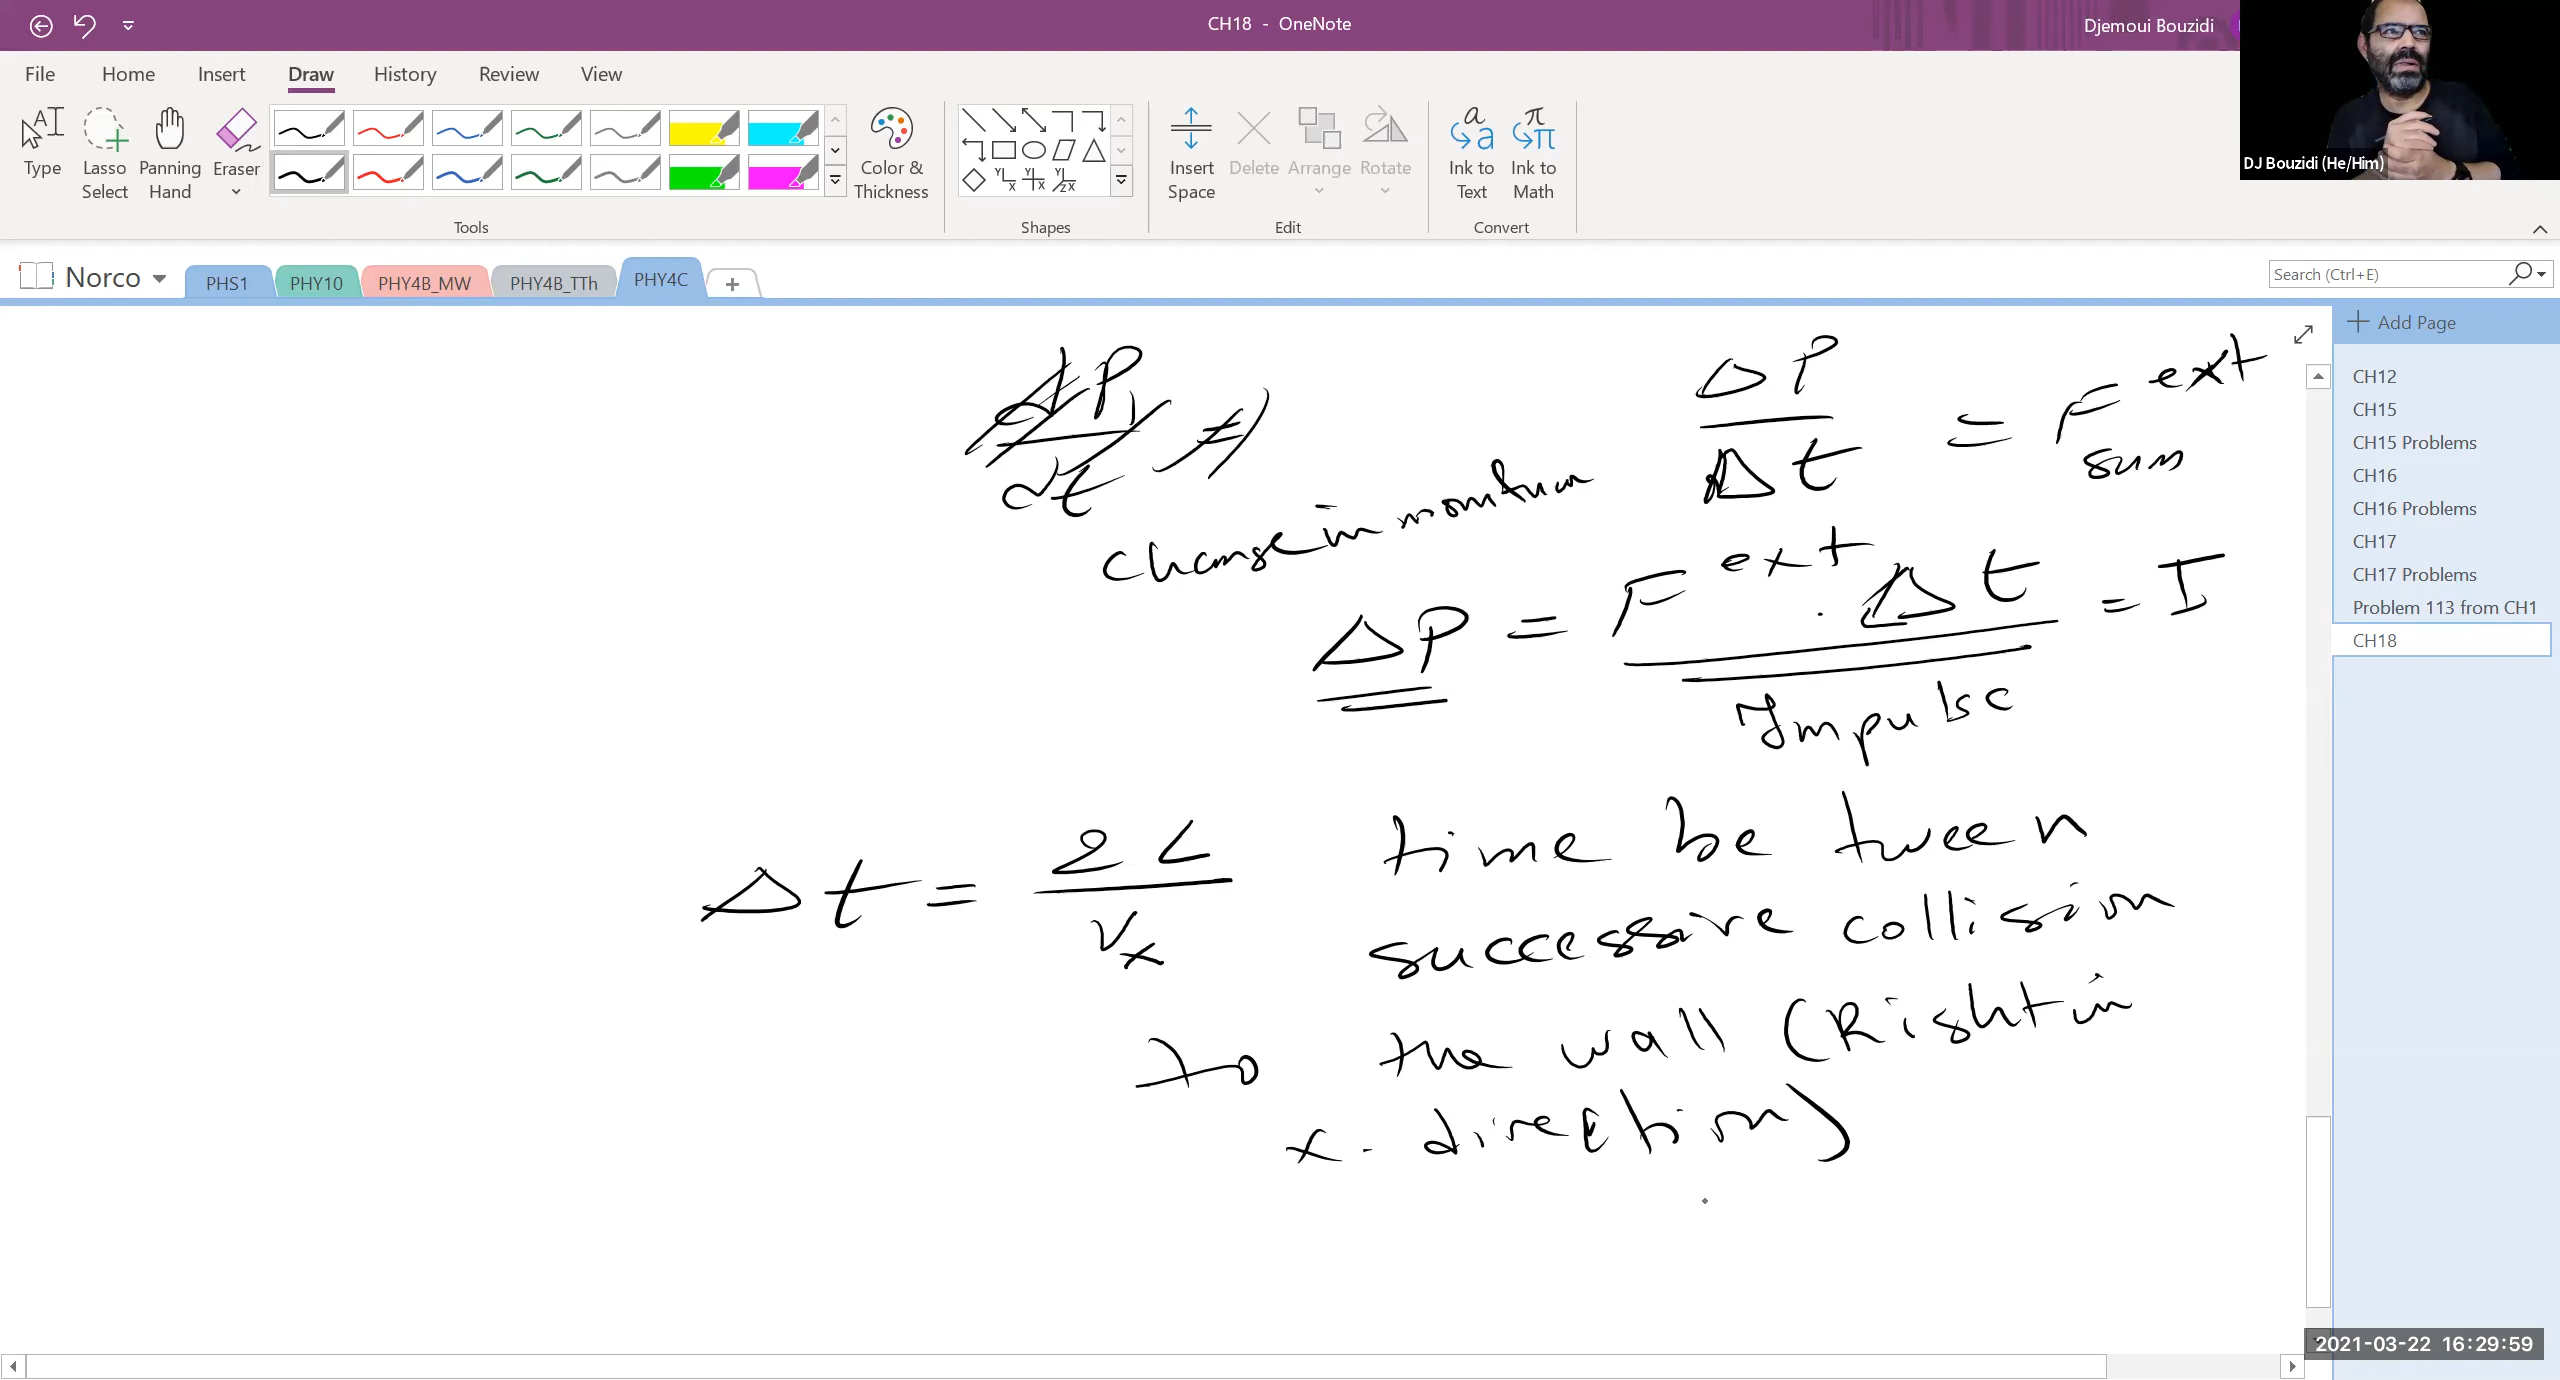 CH18 - OneNote
Djemoui Bouzidi
File Home Insert Draw History Review View
Type
Lasso Select
Panning Hand
Eraser
Color & Thickness
Insert Space
Delete
Arrange
Rotate
Ink to Text
Ink to Math
Tools
Shapes
Edit
Convert
DJ Bouzidi (He/Him)
Norco PHS1 PHY10 PHY4B_MW PHY4B_TTh PHY4C
Search (Ctrl+E)
Add Page
CH12
CH15
CH15 Problems
CH16
CH16 Problems
CH17
CH17 Problems
Problem 113 from CH1
CH18
ΔP / Δt = F ext sum
Change in momentum
ΔP = F ext . Δt = I
Impulse
Δt = 2L / Vx
time between
successive collision
to the wall (Right in
x - direction)
2021-03-22 16:29:59